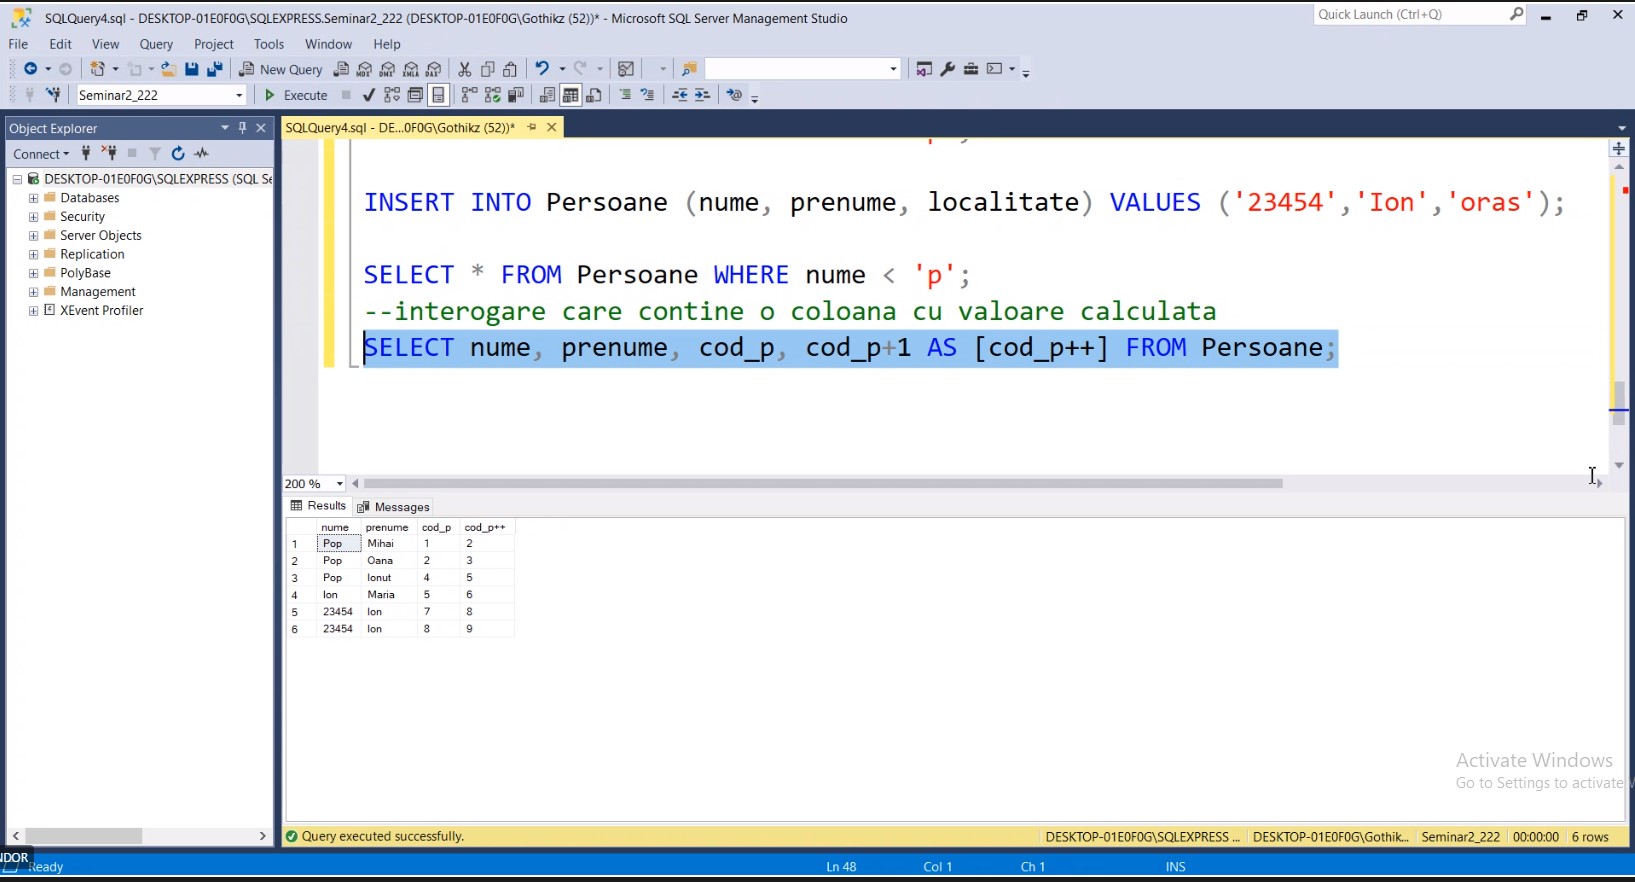 SQLQuery4.sql - DESKTOP-01E0F0G\SQLEXPRESS.Seminar2_222 (DESKTOP-01E0F0G\Gothikz (52))* - Microsoft SQL Server Management Studio
Quick Launch (Ctrl+Q)
File Edit View Query Project Tools Window Help
New Query MDX DMX XMLA DAX
Seminar2_222 Execute
Object Explorer
SQLQuery4.sql - DE...0F0G\Gothikz (52))*
Connect
DESKTOP-01E0F0G\SQLEXPRESS (SQL Se
Databases
Security
Server Objects
Replication
PolyBase
Management
XEvent Profiler
INSERT INTO Persoane (nume, prenume, localitate) VALUES ('23454','Ion','oras');
SELECT * FROM Persoane WHERE nume < 'p';
--interogare care contine o coloana cu valoare calculata
SELECT nume, prenume, cod_p, cod_p+1 AS [cod_p++] FROM Persoane;
200 %
Results Messages
nume prenume cod_p cod_p++
1 Pop Mihai 1 2
2 Pop Oana 2 3
3 Pop Ionut 4 5
4 Ion Maria 5 6
5 23454 Ion 7 8
6 23454 Ion 8 9
Activate Windows
Go to Settings to activate W
Query executed successfully.
DESKTOP-01E0F0G\SQLEXPRESS ... DESKTOP-01E0F0G\Gothik... Seminar2_222 00:00:00 6 rows
NDOR
Ready Ln 48 Col 1 Ch 1 INS